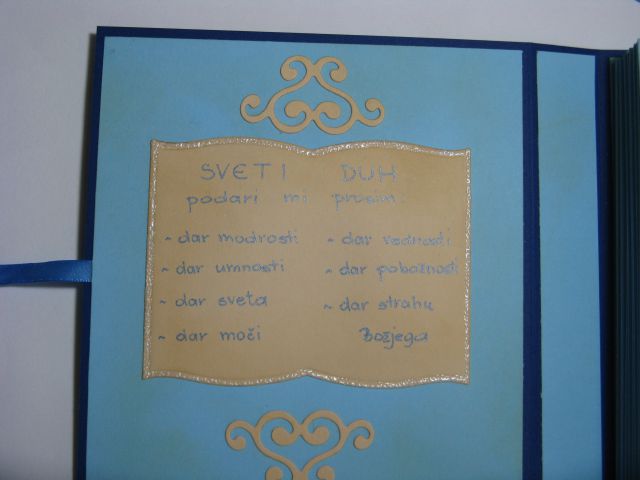 SVETI DUH
podari mi prosim:
~ dar modrosti
~ dar umnosti
~ dar sveta
~ dar moči
~ dar vednosti
~ dar pobožnosti
~ dar strahu
Božjega